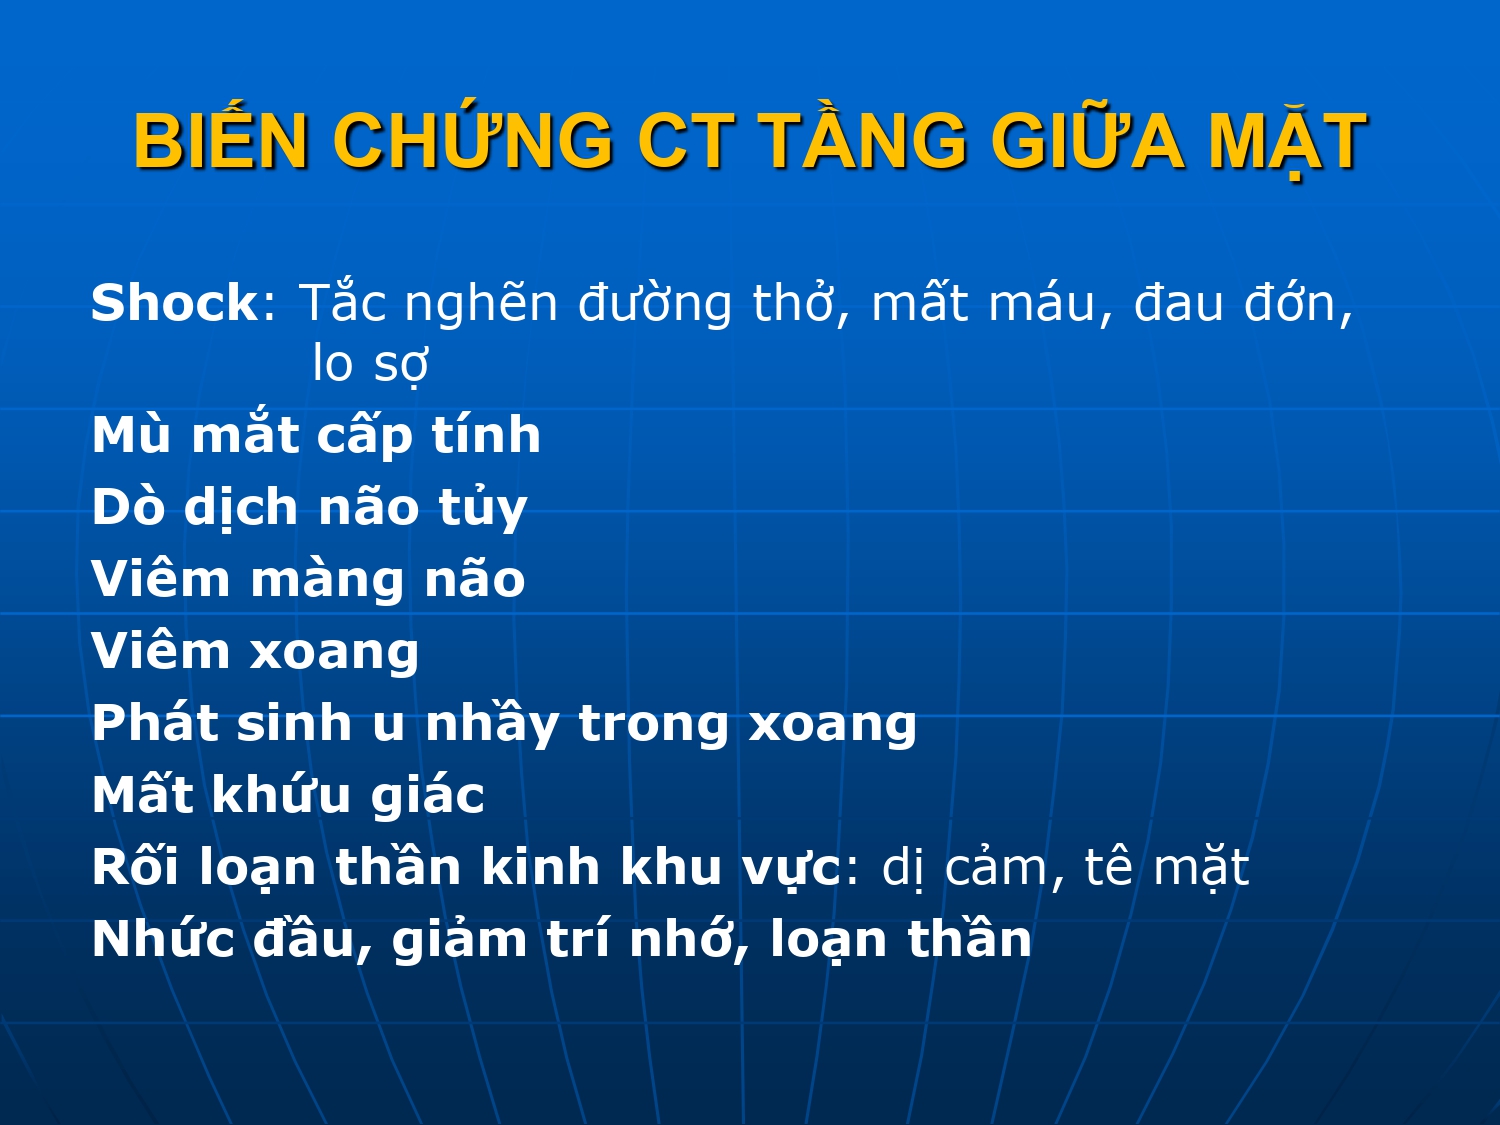 BIẾN CHỨNG CT TẦNG GIỮA MẶT
Shock: Tắc nghẽn đường thở, mất máu, đau đớn,
lo sợ
Mù mắt cấp tính
Dò dịch não tủy
Viêm màng não
Viêm xoang
Phát sinh u nhầy trong xoang
Mất khứu giác
Rối loạn thần kinh khu vực: dị cảm, tê mặt
Nhức đầu, giảm trí nhớ, loạn thần